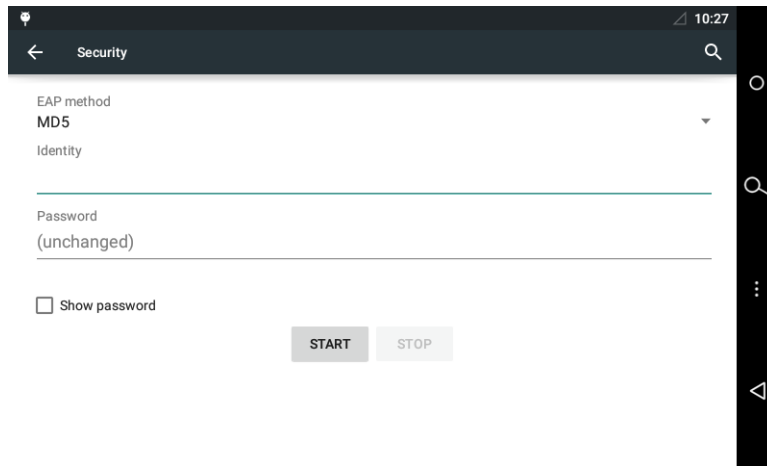 10:27
Security
EAP method
MD5
Identity
Password
(unchanged)
Show password
START STOP